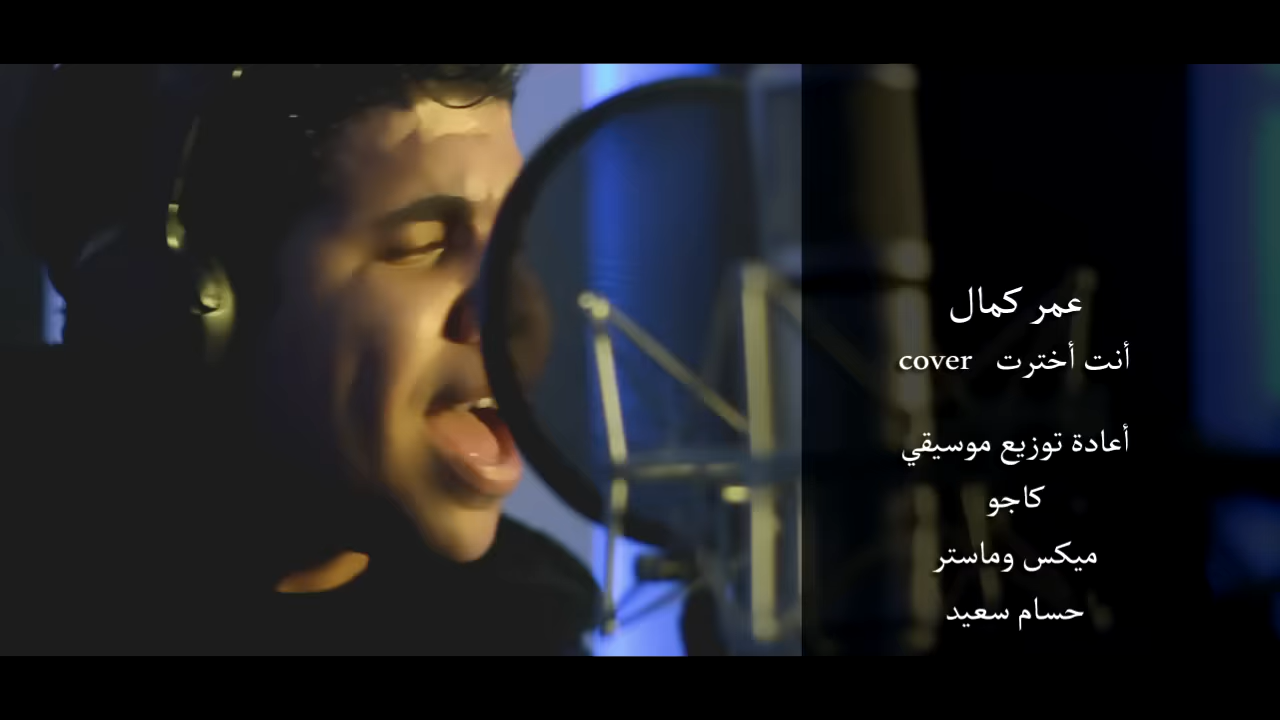 عمر كمال
أنت أخترت cover
أعادة توزيع موسيقي
كاجو
ميكس وماستر
حسام سعيد